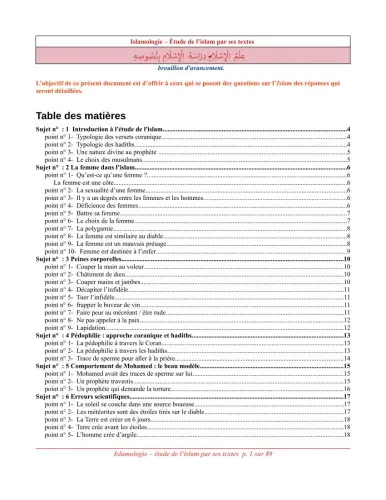 Islamologie – Étude de l'islam par ses textes
عِلْمُ الإِسْلَامِ دِرَاسَةُ الإِسْلَامِ بِنُصُوصِهِ
brouillon d'avancement.
L'objectif de ce présent document est d'offrir à ceux qui se posent des questions sur l'Islam des réponses qui
seront détaillées.
Table des matières
Sujet n° : 1 Introduction à l'étude de l'Islam....4
point n° 1- Typologie des versets coranique....4
point n° 2- Typologie des hadiths....4
point n° 3- Une nature divine au prophète ....5
point n° 4- Le choix des musulmans....5
Sujet n° : 2 La femme dans l'islam....6
point n° 1- Qu'est-ce qu'une femme ?....6
La femme est une côte....6
point n° 2- La sexualité d'une femme....6
point n° 3- Il y a un degrés entre les femmes et les hommes....6
point n° 4- Déficience des femmes....6
point n° 5- Battre sa femme....7
point n° 6- Le choix de la femme....7
point n° 7- La polygamie....8
point n° 8- La femme est similaire au diable....8
point n° 9- La femme est un mauvais présage....8
point n° 10- Femme est destinée à l'enfer....9
Sujet n° : 3 Peines corporelles....10
point n° 1- Couper la main au voleur....10
point n° 2- Châtiment de dieu....10
point n° 3- Couper mains et jambes....10
point n° 4- Décapiter l'infidèle....11
point n° 5- Tuer l'infidèle....11
point n° 6- frapper le buveur de vin....11
point n° 7- Faire peur au mécréant / être rude....11
point n° 8- Ne pas appeler à la paix....12
point n° 9- Lapidation....12
Sujet n° : 4 Pédophilie : approche coranique et hadiths....13
point n° 1- La pédophilie à travers le Coran....13
point n° 2- La pédophilie à travers les hadiths....13
point n° 3- Trace de sperme pour aller à la prière....14
Sujet n° : 5 Comportement de Mohamed : le beau modèle....15
point n° 1- Mohamed avait des traces de sperme sur lui....15
point n° 2- Un prophète travestis....15
point n° 3- Un prophète qui demande la torture....16
Sujet n° : 6 Erreurs scientifiques....17
point n° 1- Le soleil se couche dans une source boueuse....17
point n° 2- Les météorites sont des étoiles tirés sur le diable....17
point n° 3- La Terre est créer en 6 jours....18
point n° 4- Terre crée avant les étoiles....18
point n° 5- L'homme crée d'argile....18
Islamologie – étude de l'islam par ses textes p. 1 sur 89